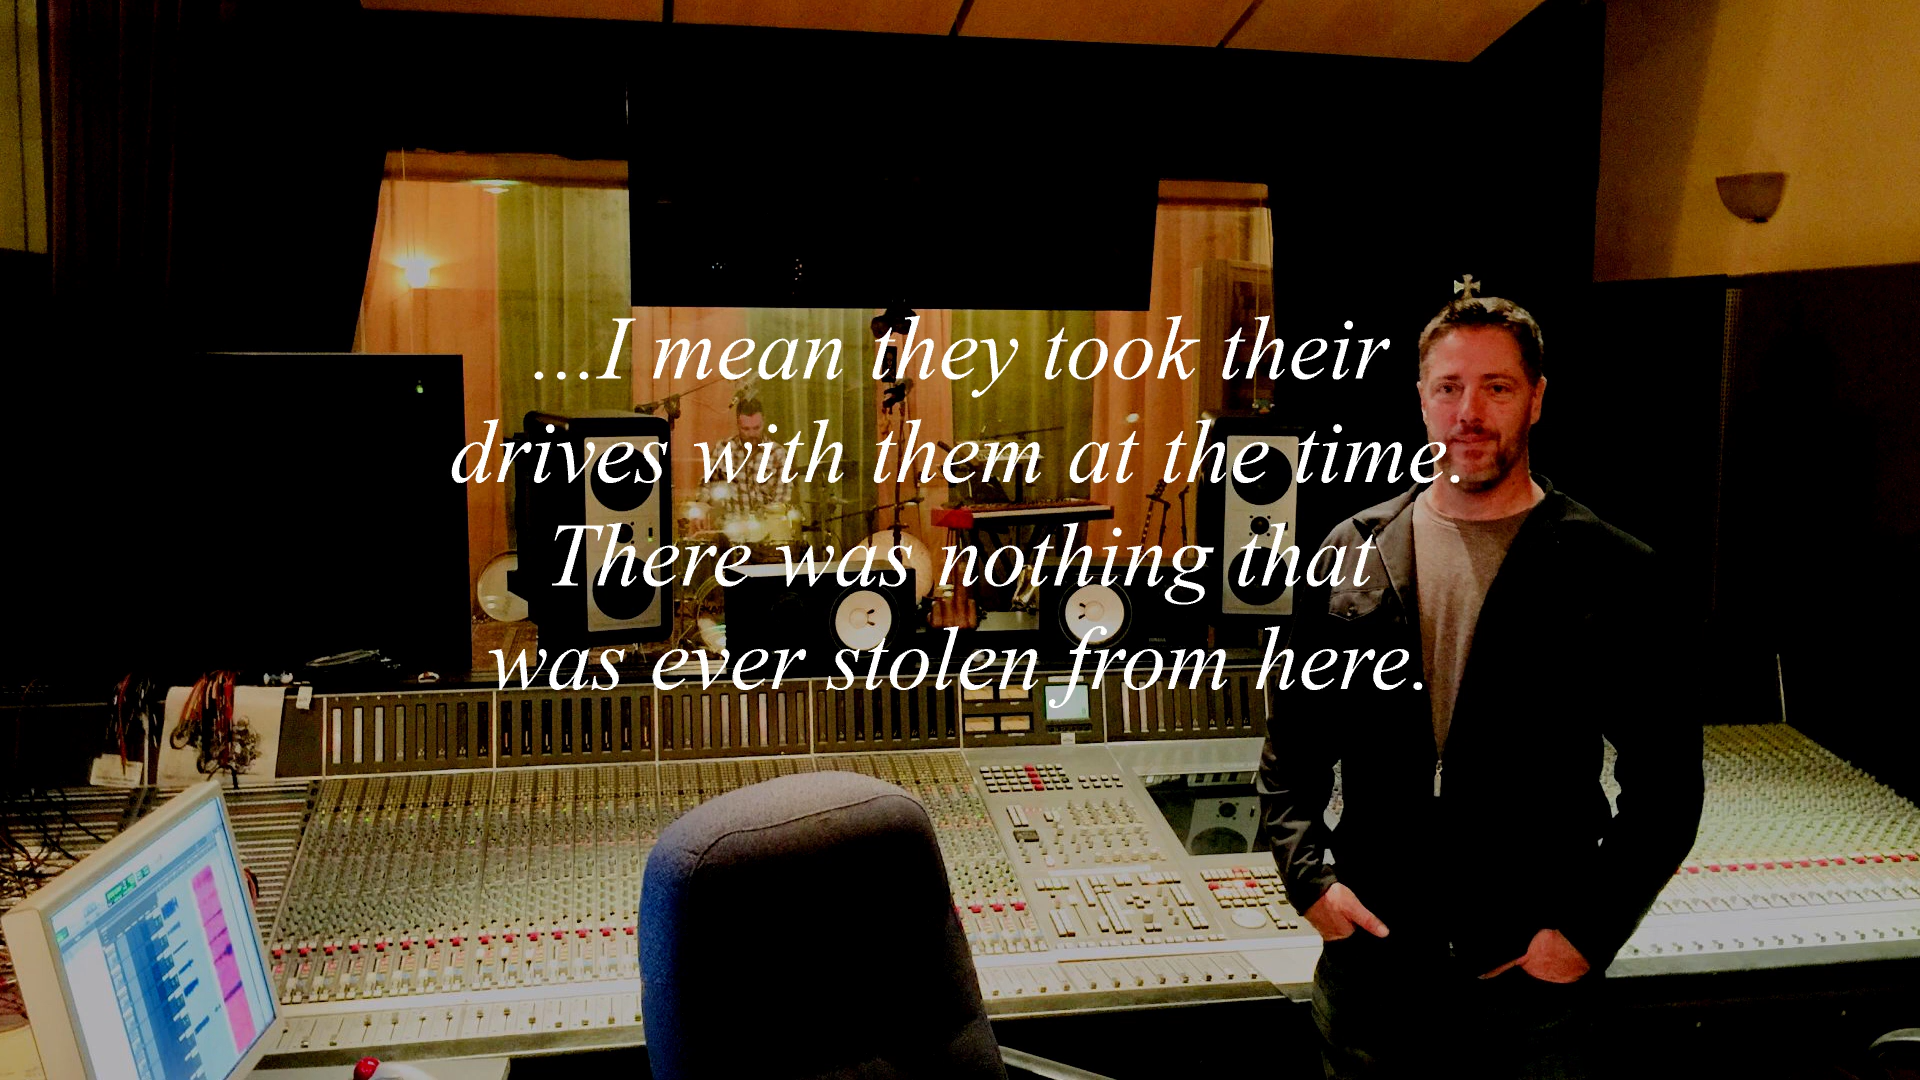 ...I mean they took their
drives with them at the time.
There was nothing that
was ever stolen from here.